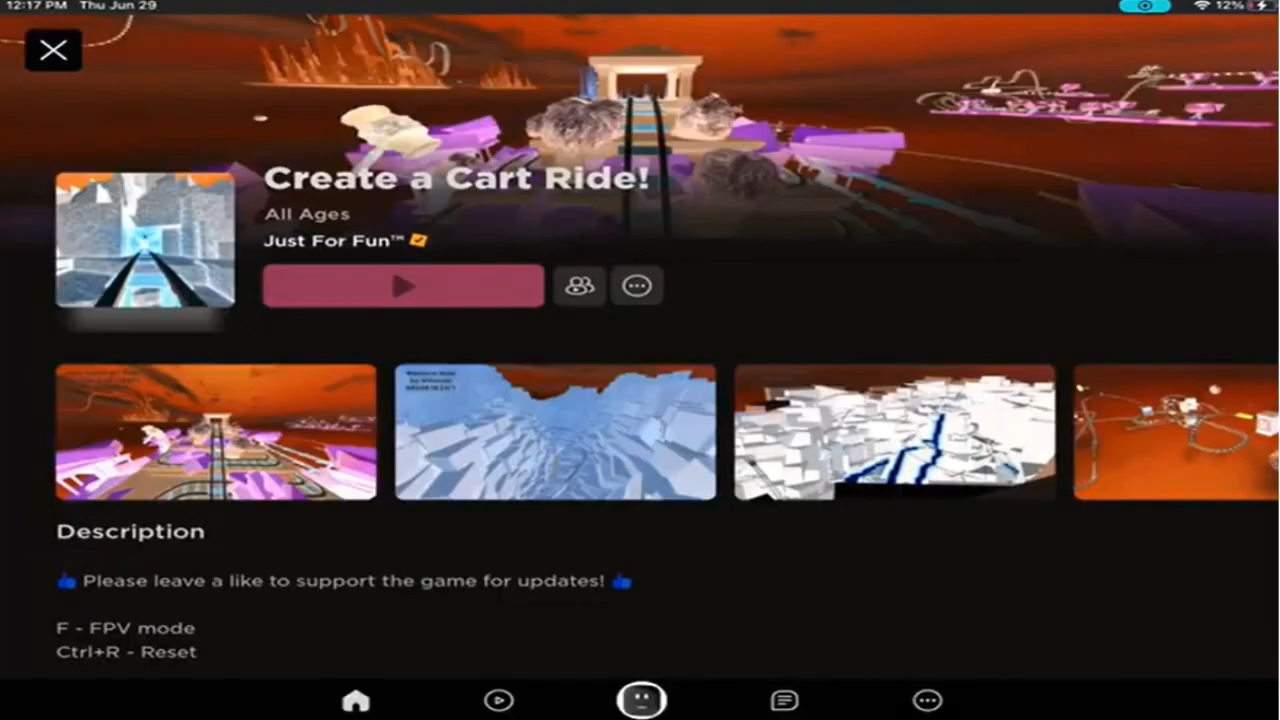 12:17 PM Thu Jun 29
12%
Create a Cart Ride!
All Ages
Just For Fun™
Description
Please leave a like to support the game for updates!
F - FPV mode
Ctrl+R - Reset